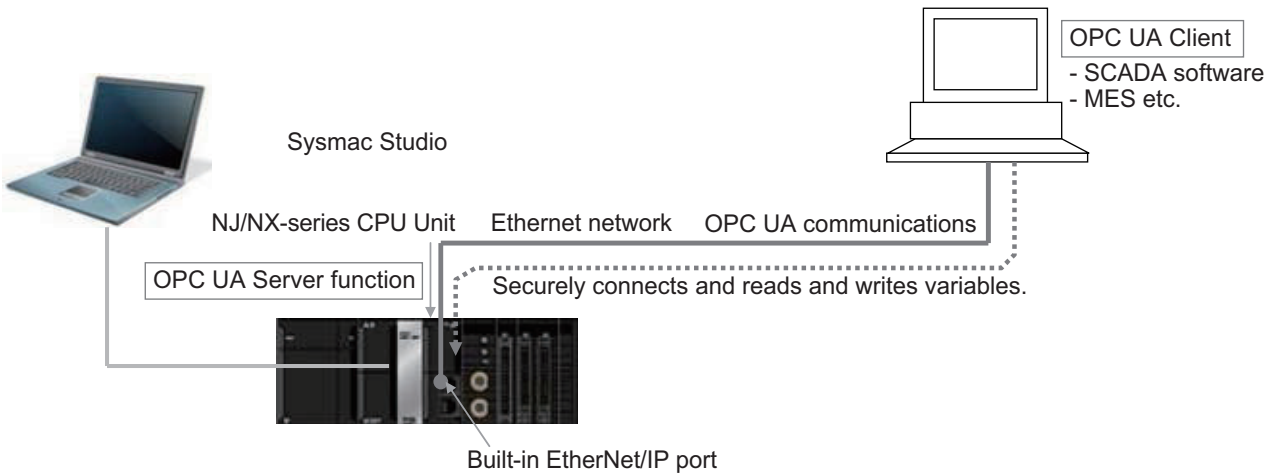 OPC UA Client
- SCADA software
- MES etc.
Sysmac Studio
NJ/NX-series CPU Unit
Ethernet network
OPC UA communications
OPC UA Server function
Securely connects and reads and writes variables.
Built-in EtherNet/IP port